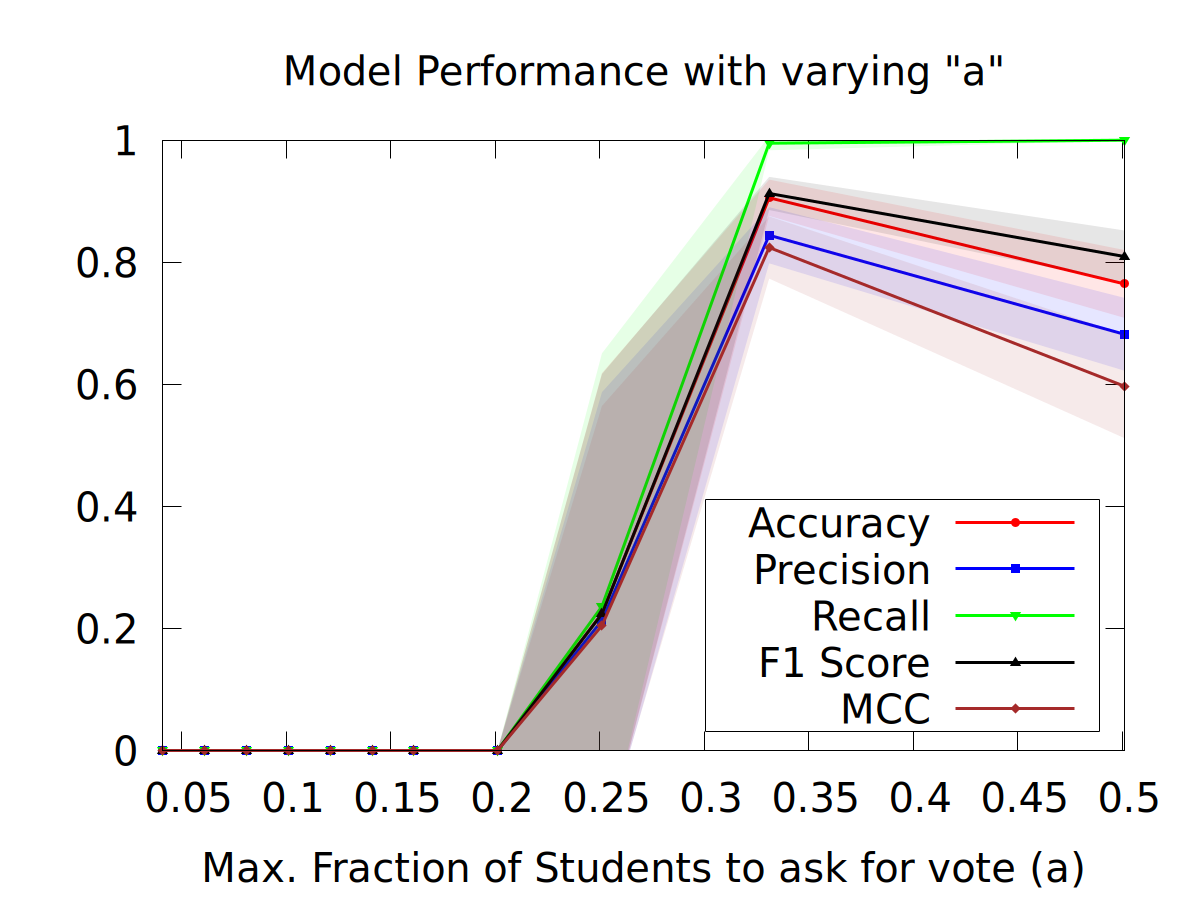 Model Performance with varying "a"
1
0.8
0.6
0.4
0.2
0
Accuracy
Precision
Recall
F1 Score
MCC
0.05 0.1 0.15 0.2 0.25 0.3 0.35 0.4 0.45 0.5
Max. Fraction of Students to ask for vote (a)